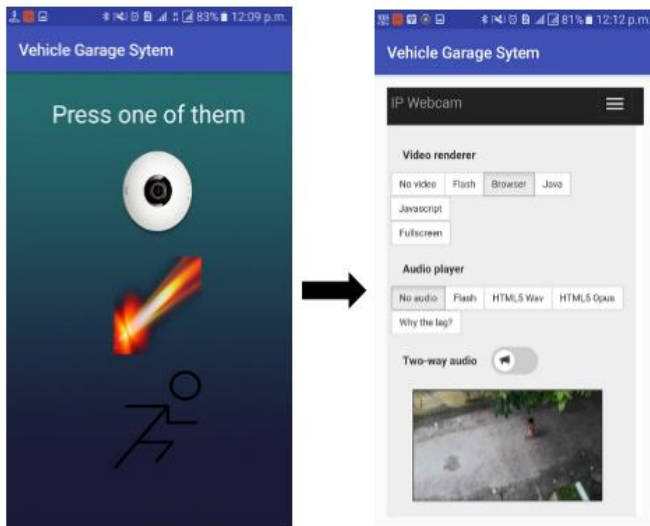 83% 12:09 p.m.
Vehicle Garage Sytem
Press one of them
81% 12:12 p.m.
Vehicle Garage Sytem
IP Webcam
Video renderer
No video Flash Browser Java
Javascript
Fullscreen
Audio player
No audio Flash HTML5 Wav HTML5 Opus
Why the lag?
Two-way audio